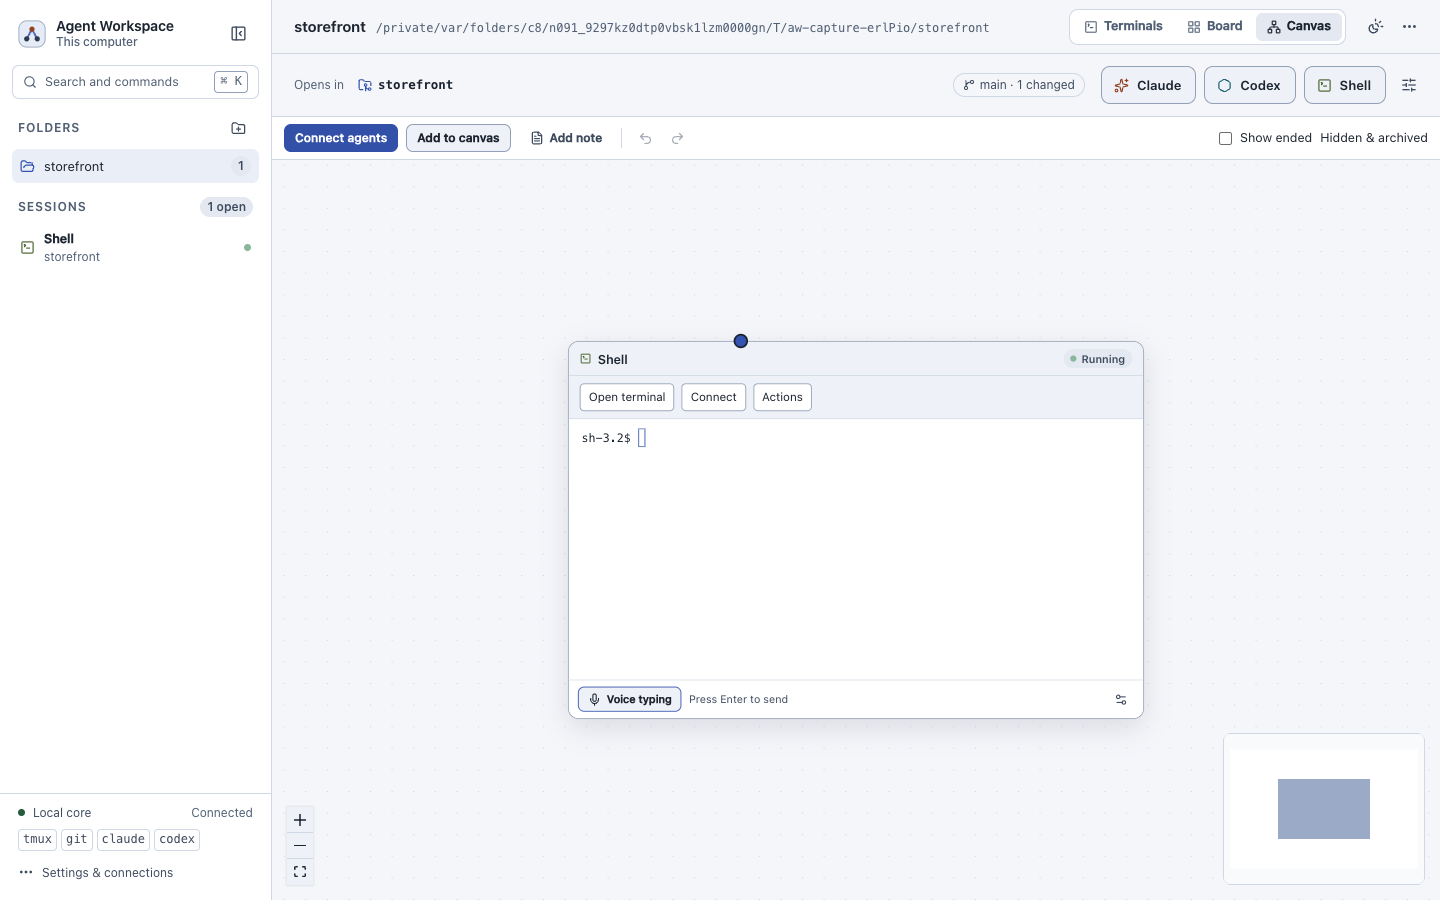 Agent Workspace
This computer
Search and commands ⌘ K
FOLDERS
storefront 1
SESSIONS 1 open
Shell
storefront
Local core Connected
tmux git claude codex
Settings & connections
storefront /private/var/folders/c8/n091_9297kz0dtp0vbsk1lzm0000gn/T/aw-capture-erlPio/storefront
Terminals Board Canvas
Opens in storefront
main · 1 changed Claude Codex Shell
Connect agents Add to canvas Add note
Show ended Hidden & archived
Shell Running
Open terminal Connect Actions
sh-3.2$
Voice typing Press Enter to send